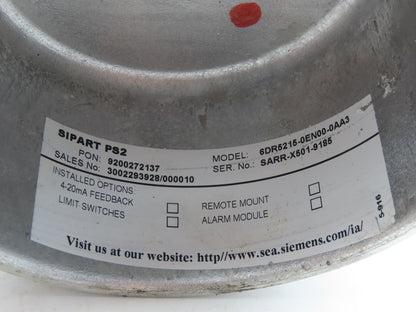 SIPART PS2
PON: 9200272137
SALES No: 3002293928/000010
MODEL: 6DR5215-0EN00-0AA3
SER. No.: SARR-X501-9185
INSTALLED OPTIONS
4-20mA FEEDBACK
LIMIT SWITCHES
REMOTE MOUNT
ALARM MODULE
Visit us at our website: http//www.sea.siemens.com/ia/
5-916